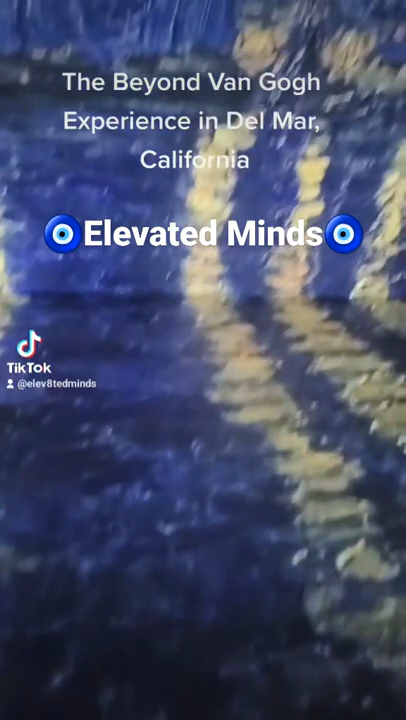 The Beyond Van Gogh
Experience in Del Mar,
California
🧿Elevated Minds🧿
TikTok
@elev8tedminds